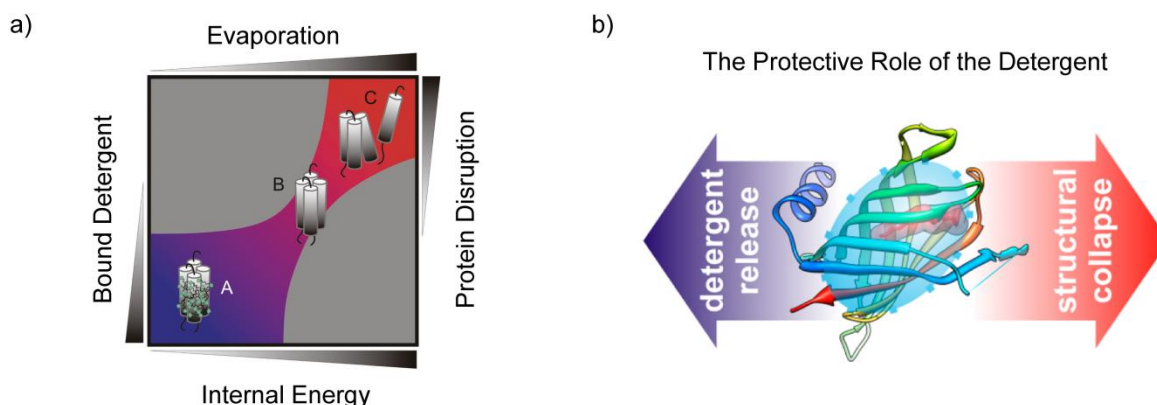 a)
Evaporation
Bound Detergent
Protein Disruption
A
B
C
Internal Energy
b)
The Protective Role of the Detergent
detergent
release
structural
collapse